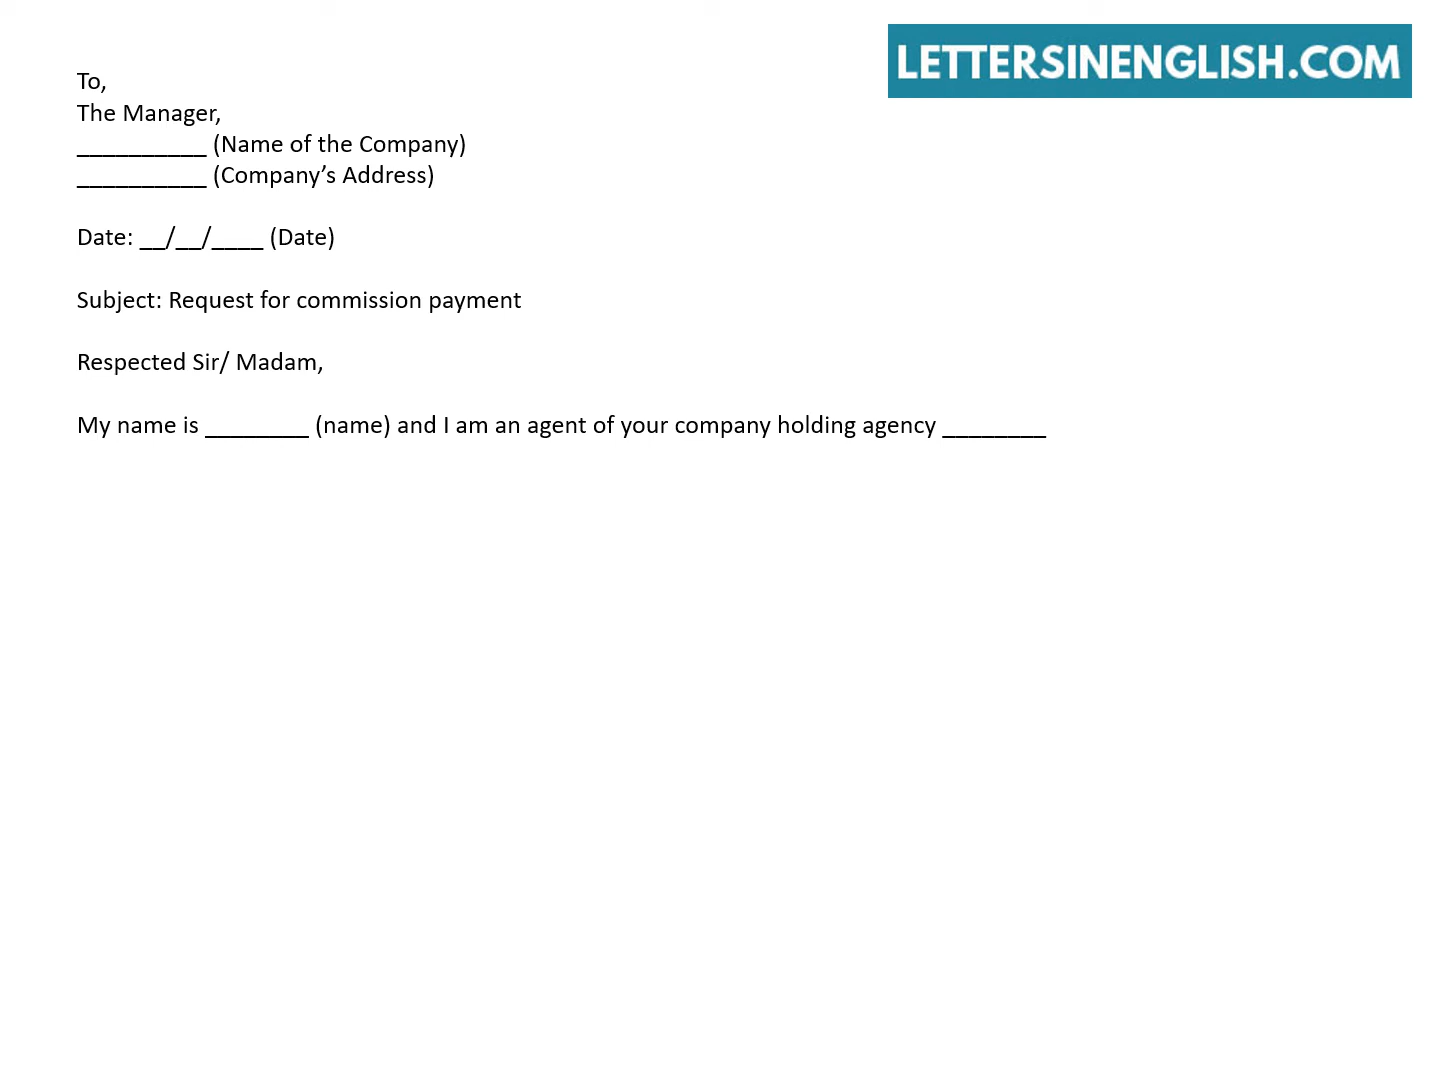 LETTERSINENGLISH.COM
To,
The Manager,
__________ (Name of the Company)
__________ (Company’s Address)
Date: __/__/____ (Date)
Subject: Request for commission payment
Respected Sir/ Madam,
My name is ________ (name) and I am an agent of your company holding agency ________